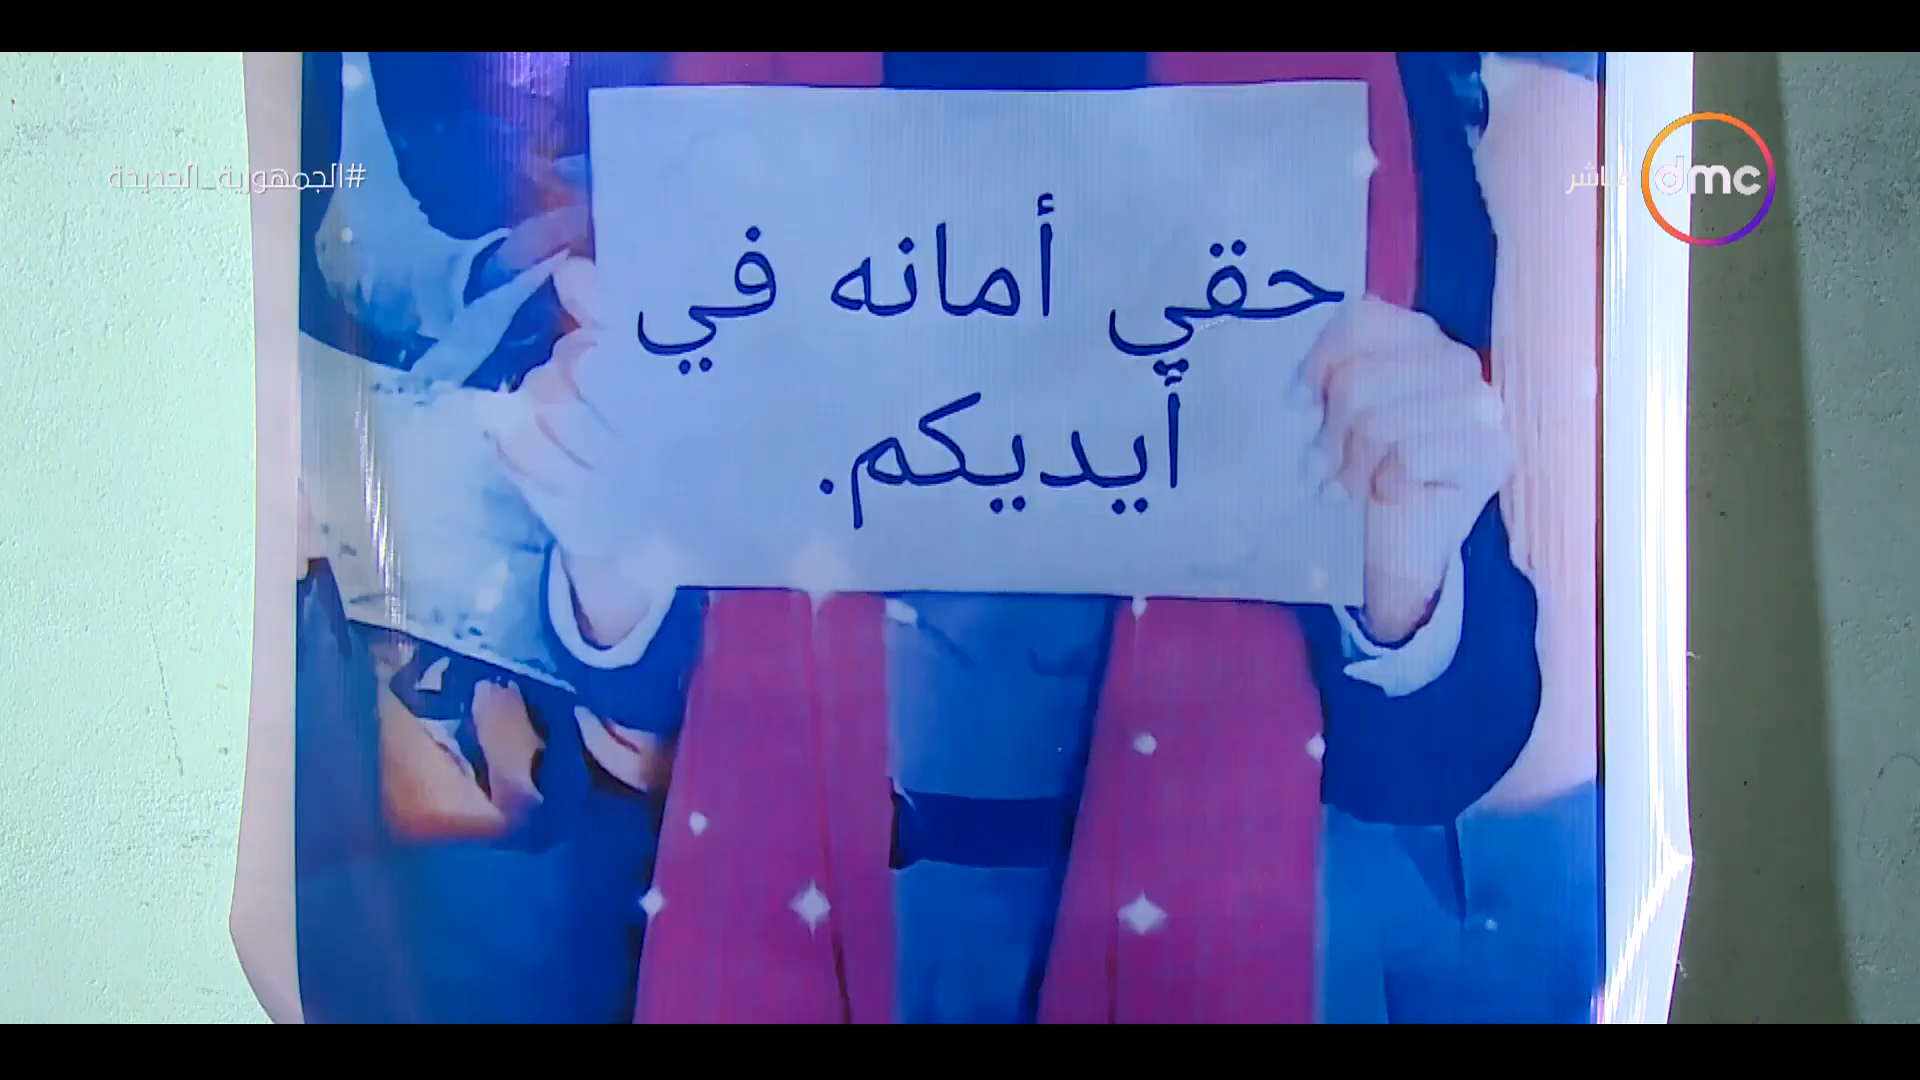 #الجمهورية_الجديدة
مباشر
dmc
حقي أمانه في
أيديكم.